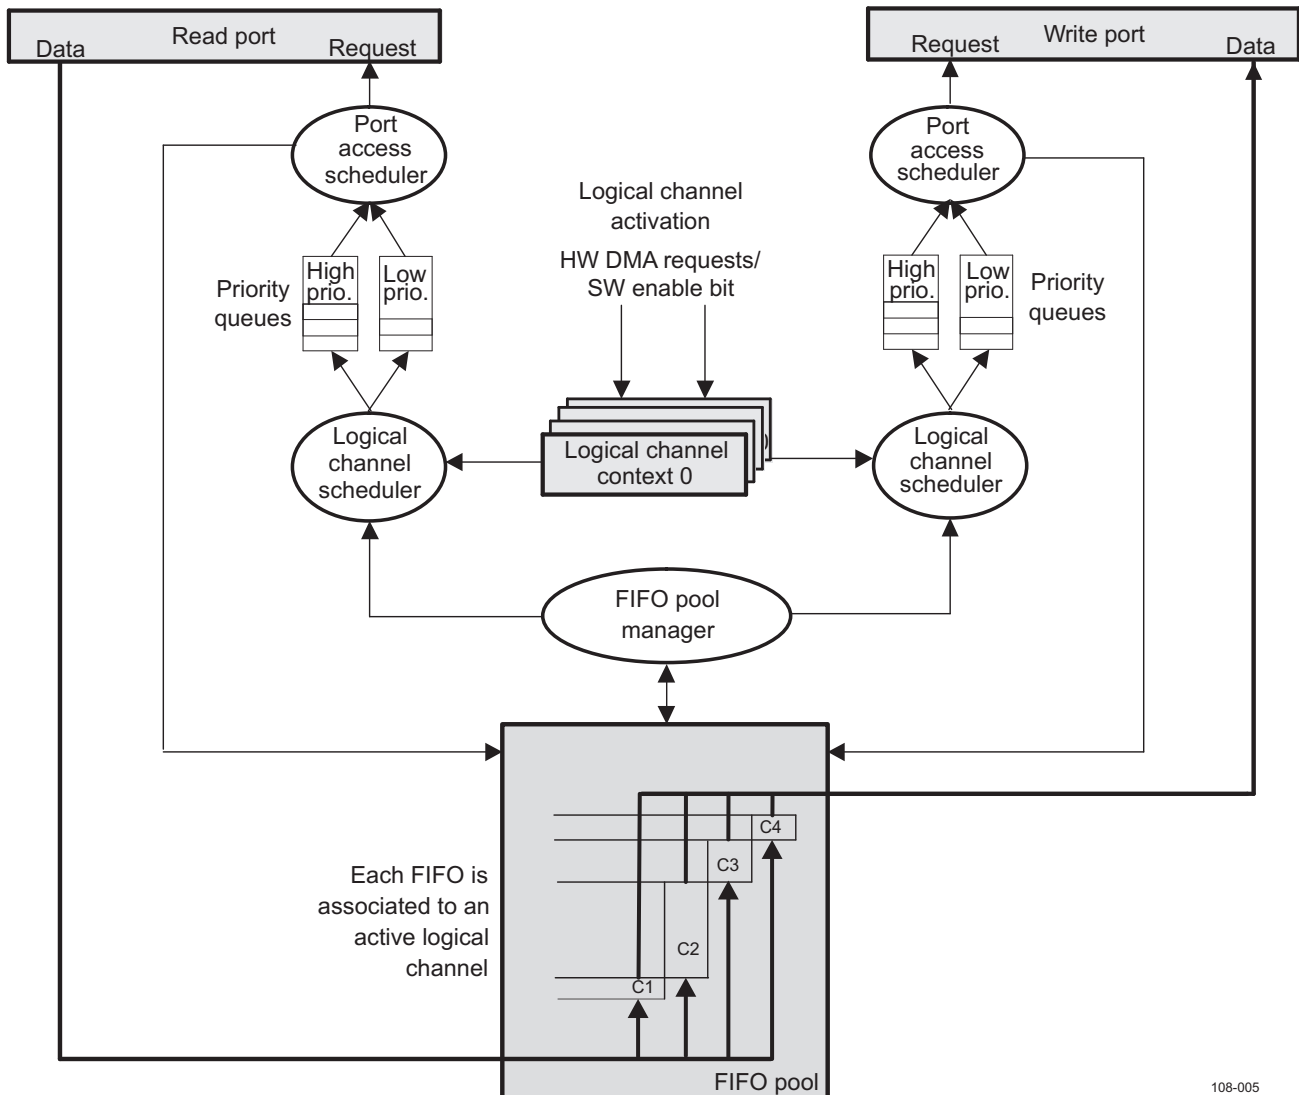 Read port
Data
Request
Write port
Request
Data
Port
access
scheduler
Port
access
scheduler
Logical channel
activation
HW DMA requests/
SW enable bit
Priority
queues
High
prio.
Low
prio.
High
prio.
Low
prio.
Priority
queues
Logical
channel
scheduler
Logical channel
context 0
Logical
channel
scheduler
FIFO pool
manager
Each FIFO is
associated to an
active logical
channel
C4
C3
C2
C1
FIFO pool
108-005